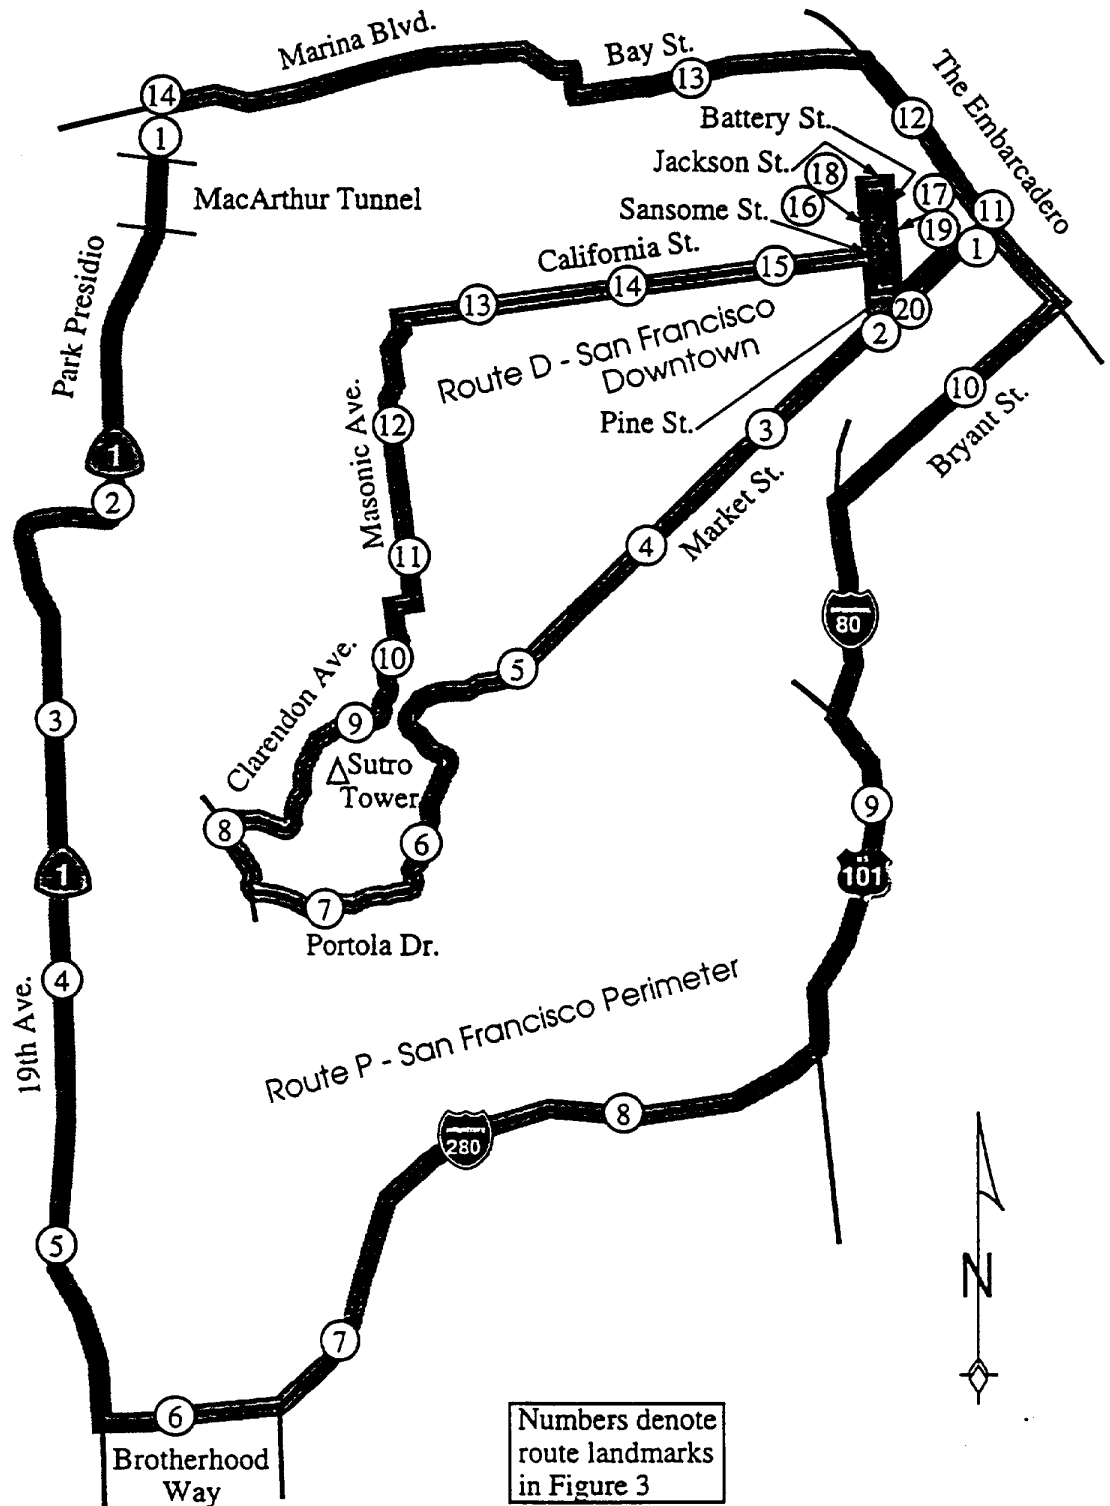 Marina Blvd.
Bay St.
The Embarcadero
14
13
12
1
Battery St.
Jackson St.
18
17
MacArthur Tunnel
Sansome St.
16
19
11
1
California St.
Park Presidio
13
14
15
20
2
Route D - San Francisco
Downtown
10
Bryant St.
Pine St.
3
Masonic Ave.
12
Market St.
1
2
11
4
80
5
10
Clarendon Ave.
9
3
Sutro
Tower
8
6
9
US
101
1
7
Portola Dr.
4
19th Ave.
Route P - San Francisco Perimeter
8
280
5
7
N
6
Brotherhood
Way
Numbers denote
route landmarks
in Figure 3